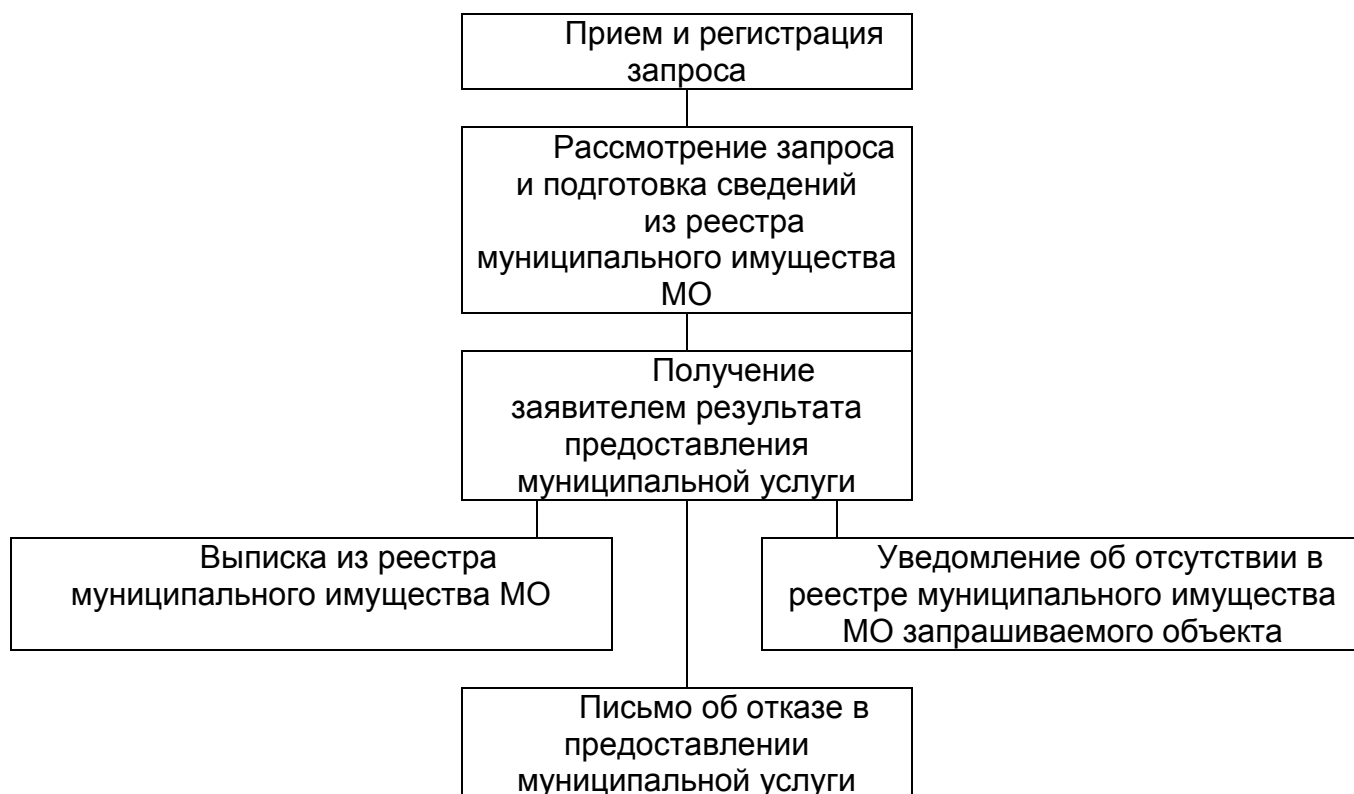 Прием и регистрация
запроса
Рассмотрение запроса
и подготовка сведений
из реестра
муниципального имущества
МО
Получение
заявителем результата
предоставления
муниципальной услуги
Выписка из реестра
муниципального имущества МО
Уведомление об отсутствии в
реестре муниципального имущества
МО запрашиваемого объекта
Письмо об отказе в
предоставлении
муниципальной услуги